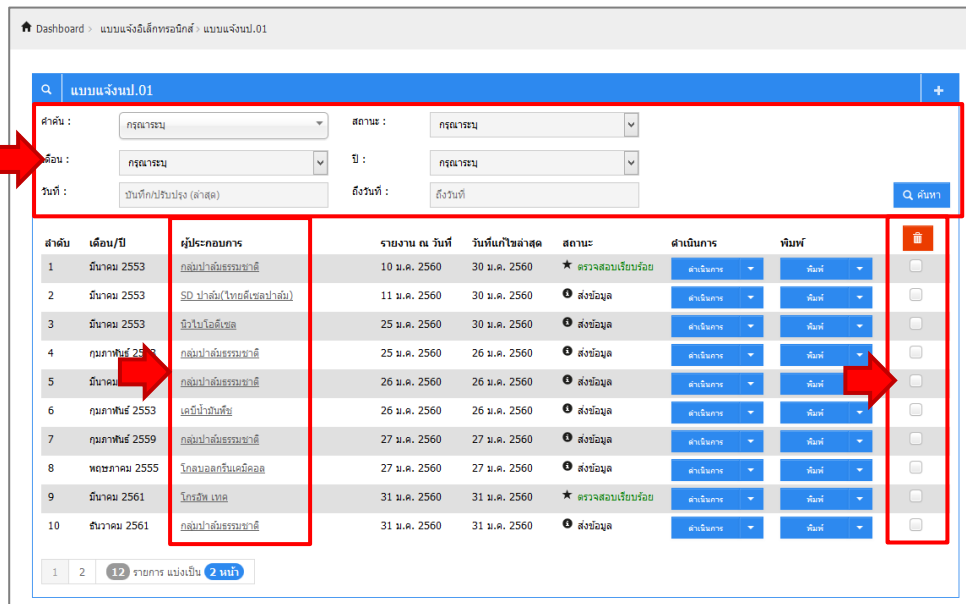 Dashboard > แบบแจ้งอิเล็กทรอนิกส์ > แบบแจ้งนป.01
แบบแจ้งนป.01 +
คำค้น : กรุณาระบุ สถานะ : กรุณาระบุ
เดือน : กรุณาระบุ ปี : กรุณาระบุ
วันที่ : บันทึก/ปรับปรุง (ล่าสุด) ถึงวันที่ : ถึงวันที่ ค้นหา
ลำดับ เดือน/ปี ผู้ประกอบการ รายงาน ณ วันที่ วันที่แก้ไขล่าสุด สถานะ ดำเนินการ พิมพ์
1 มีนาคม 2553 กลุ่มปาล์มธรรมชาติ 10 ม.ค. 2560 30 ม.ค. 2560 ตรวจสอบเรียบร้อย ดำเนินการ พิมพ์
2 มีนาคม 2553 SD ปาล์ม(ไทยดีเซลปาล์ม) 11 ม.ค. 2560 30 ม.ค. 2560 ส่งข้อมูล ดำเนินการ พิมพ์
3 มีนาคม 2553 นิวไบโอดีเซล 25 ม.ค. 2560 30 ม.ค. 2560 ส่งข้อมูล ดำเนินการ พิมพ์
4 กุมภาพันธ์ กลุ่มปาล์มธรรมชาติ 25 ม.ค. 2560 26 ม.ค. 2560 ส่งข้อมูล ดำเนินการ พิมพ์
5 มีนาคม กลุ่มปาล์มธรรมชาติ 26 ม.ค. 2560 26 ม.ค. 2560 ส่งข้อมูล ดำเนินการ พิมพ์
6 กุมภาพันธ์ 2553 เคบีน้ำมันพืช 26 ม.ค. 2560 26 ม.ค. 2560 ส่งข้อมูล ดำเนินการ พิมพ์
7 กุมภาพันธ์ 2559 กลุ่มปาล์มธรรมชาติ 27 ม.ค. 2560 27 ม.ค. 2560 ส่งข้อมูล ดำเนินการ พิมพ์
8 พฤษภาคม 2555 โกลบอลกรีนเคมีคอล 27 ม.ค. 2560 27 ม.ค. 2560 ส่งข้อมูล ดำเนินการ พิมพ์
9 มีนาคม 2561 โกรอัพ เทค 31 ม.ค. 2560 31 ม.ค. 2560 ตรวจสอบเรียบร้อย ดำเนินการ พิมพ์
10 ธันวาคม 2561 กลุ่มปาล์มธรรมชาติ 31 ม.ค. 2560 31 ม.ค. 2560 ส่งข้อมูล ดำเนินการ พิมพ์
1 2 12 รายการ แบ่งเป็น 2 หน้า